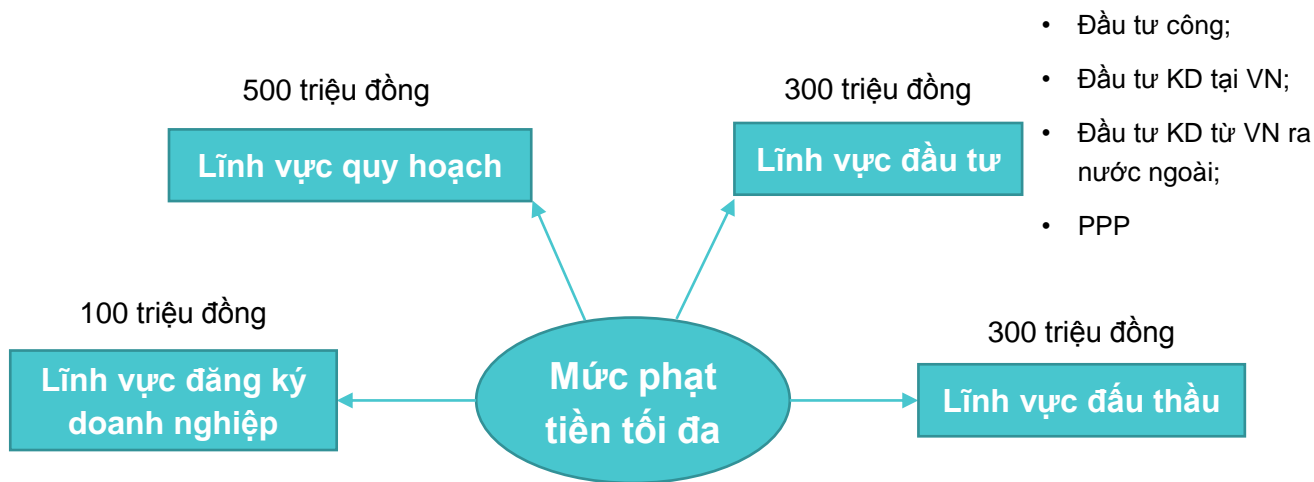 500 triệu đồng
Lĩnh vực quy hoạch
300 triệu đồng
Lĩnh vực đầu tư
• Đầu tư công;
• Đầu tư KD tại VN;
• Đầu tư KD từ VN ra
nước ngoài;
• PPP
100 triệu đồng
Lĩnh vực đăng ký
doanh nghiệp
Mức phạt
tiền tối đa
300 triệu đồng
Lĩnh vực đấu thầu